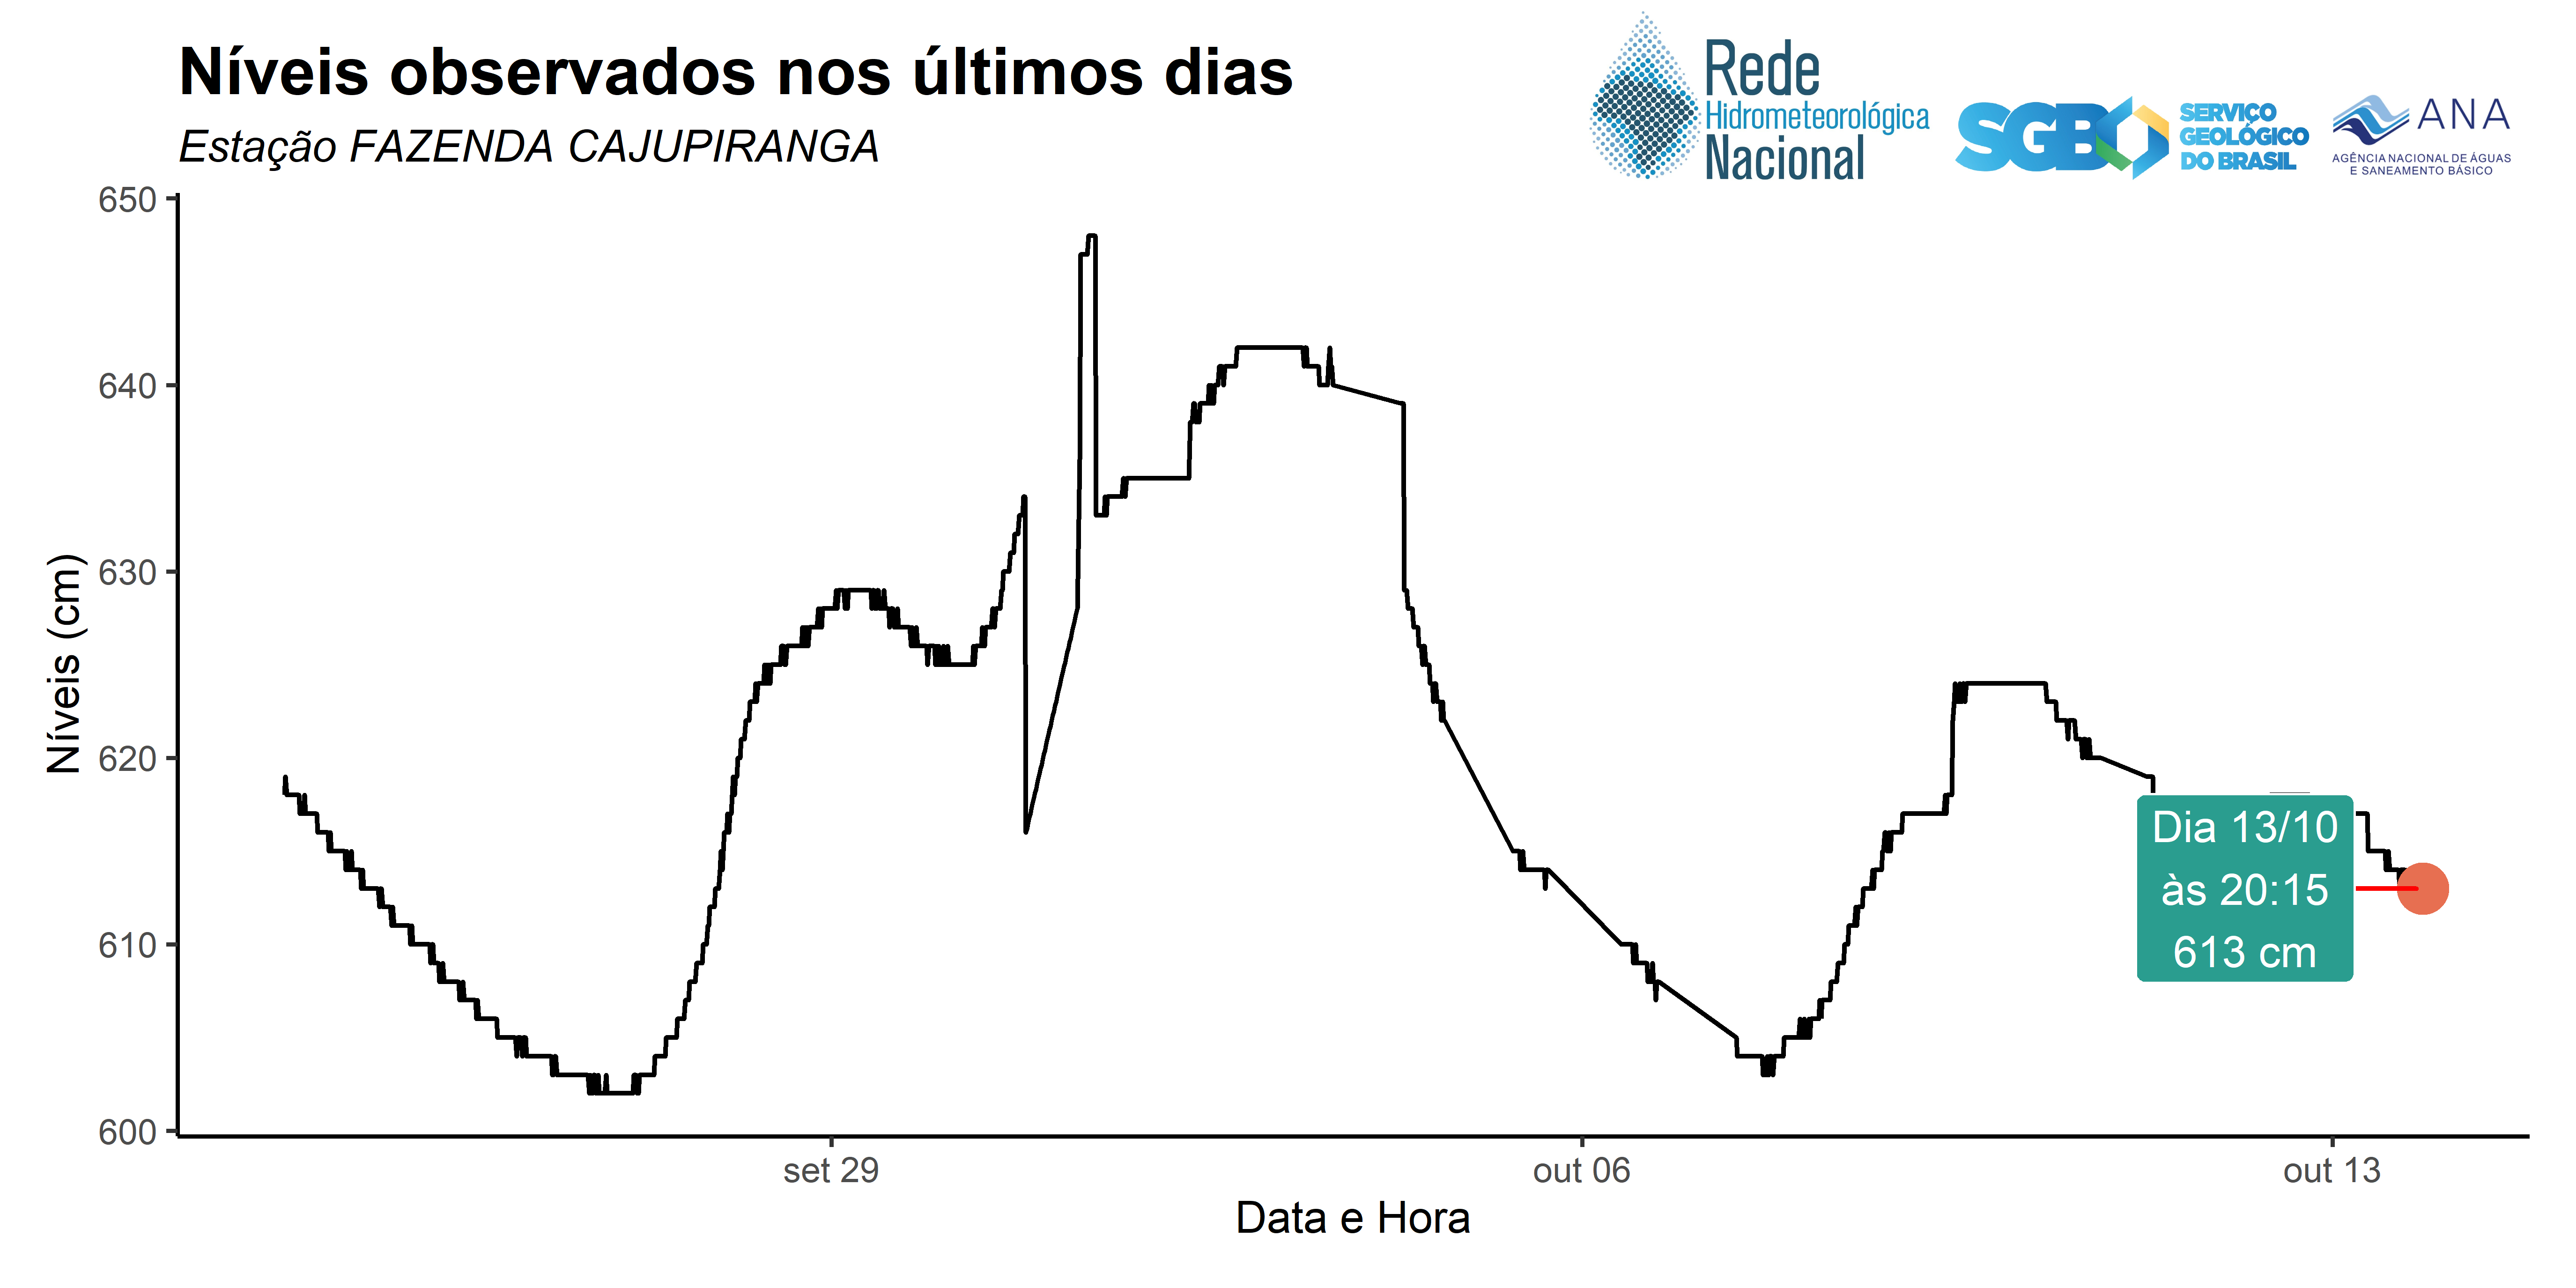 Níveis observados nos últimos dias
Estação FAZENDA CAJUPIRANGA
Rede
Hidrometeorológica
Nacional
SGB
SERVIÇO
GEOLÓGICO
DO BRASIL
ANA
AGÊNCIA NACIONAL DE ÁGUAS
E SANEAMENTO BÁSICO
650
640
630
620
610
600
Níveis (cm)
Dia 13/10
às 20:15
613 cm
set 29
out 06
out 13
Data e Hora